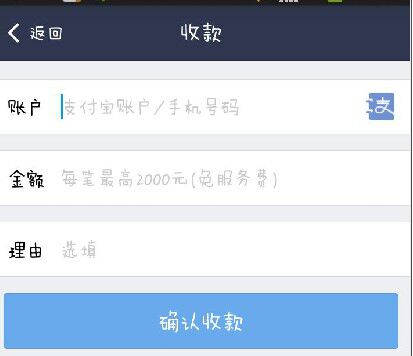 返回 收款
账户 支付宝账户/手机号码
金额 每笔最高2000元(免服务费)
理由 选填
确认收款